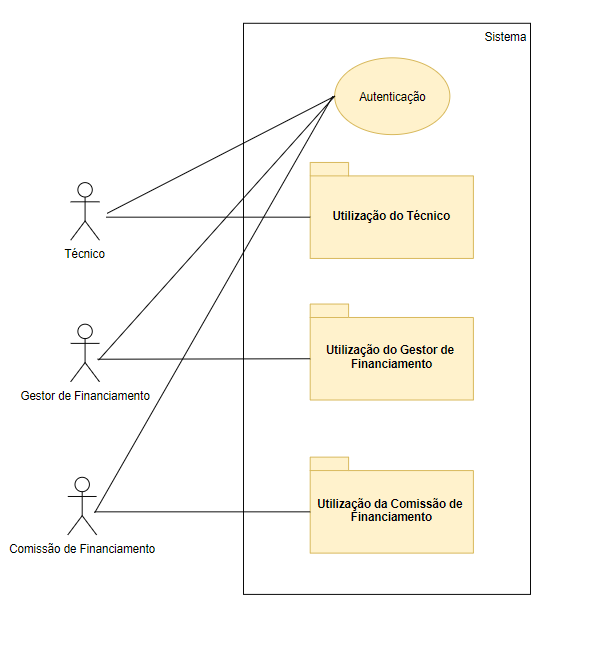 Sistema
Autenticação
Utilização do Técnico
Técnico
Utilização do Gestor de
Financiamento
Gestor de Financiamento
Utilização da Comissão de
Financiamento
Comissão de Financiamento